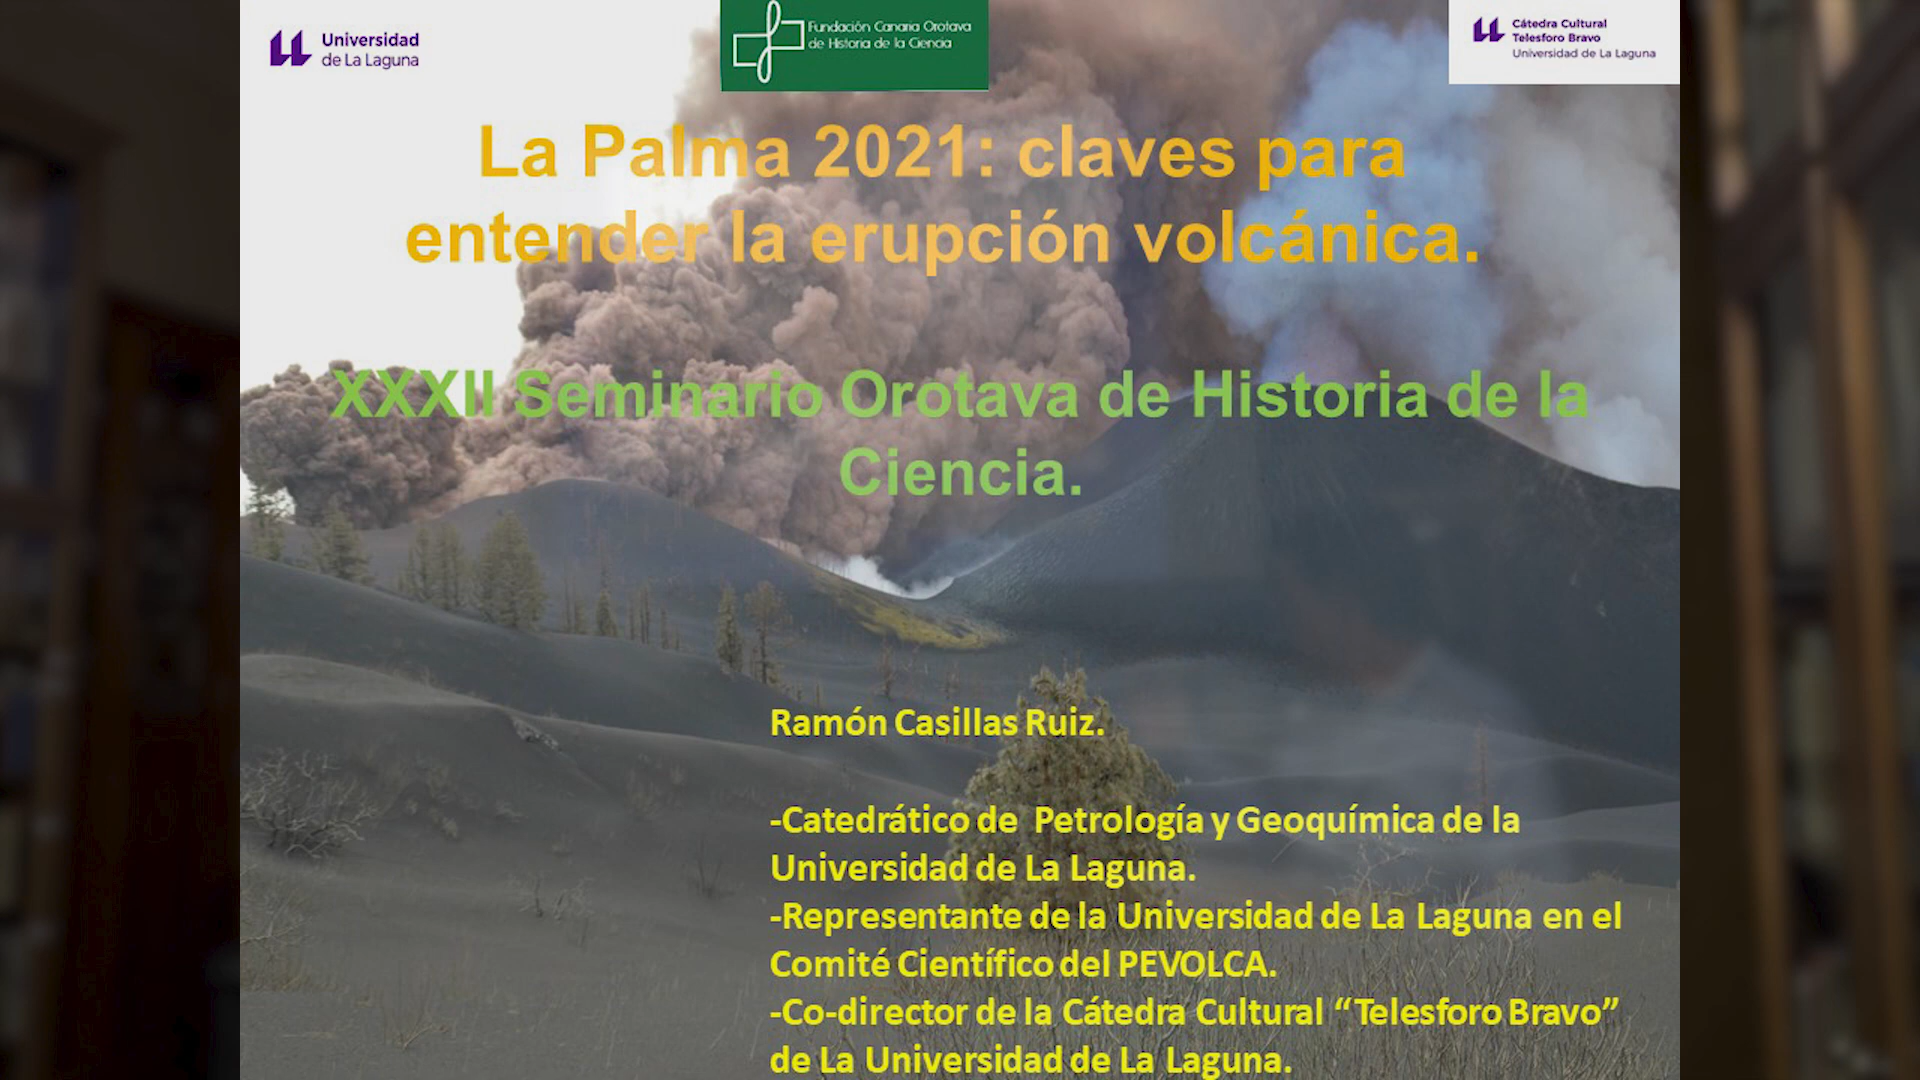 Universidad
de La Laguna
Fundación Canaria Orotava
de Historia de la Ciencia
Cátedra Cultural
Telesforo Bravo
Universidad de La Laguna
La Palma 2021: claves para
entender la erupción volcánica.
XXXII Seminario Orotava de Historia de la
Ciencia.
Ramón Casillas Ruiz.
-Catedrático de Petrología y Geoquímica de la
Universidad de La Laguna.
-Representante de la Universidad de La Laguna en el
Comité Científico del PEVOLCA.
-Co-director de la Cátedra Cultural “Telesforo Bravo”
de La Universidad de La Laguna.